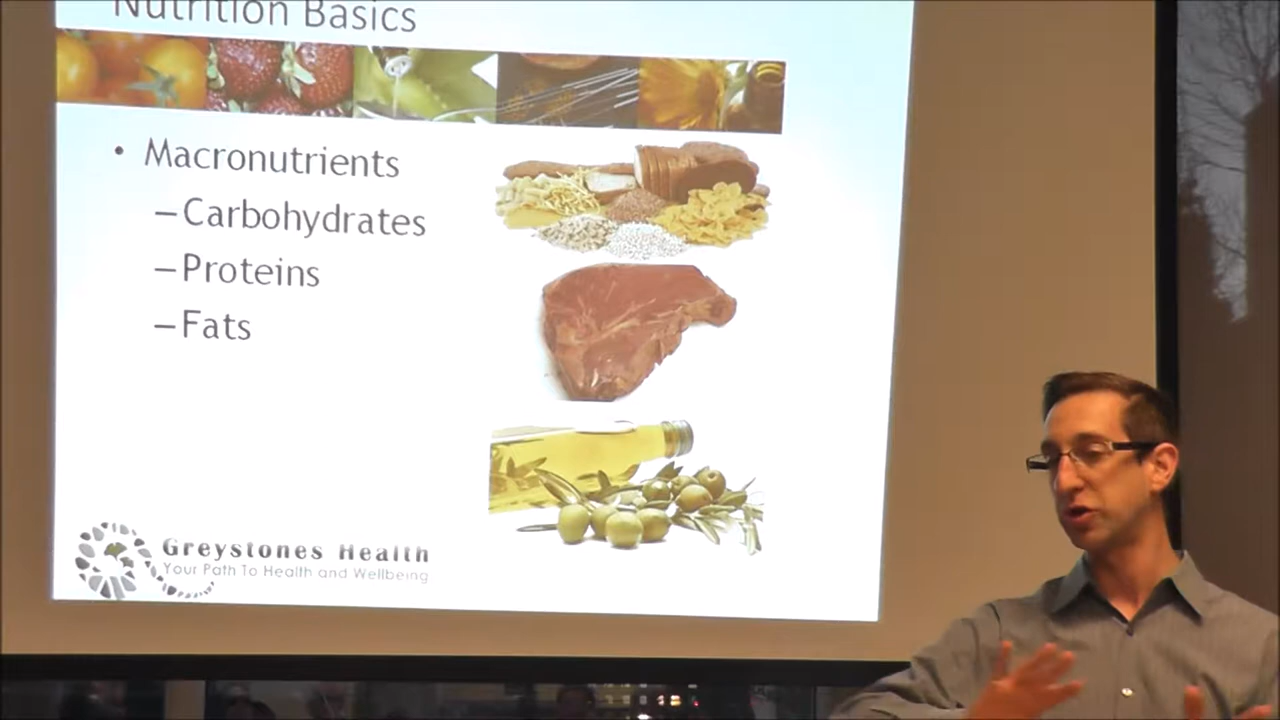 Nutrition Basics
• Macronutrients
–Carbohydrates
–Proteins
–Fats
Greystones Health
Your Path To Health and Wellbeing